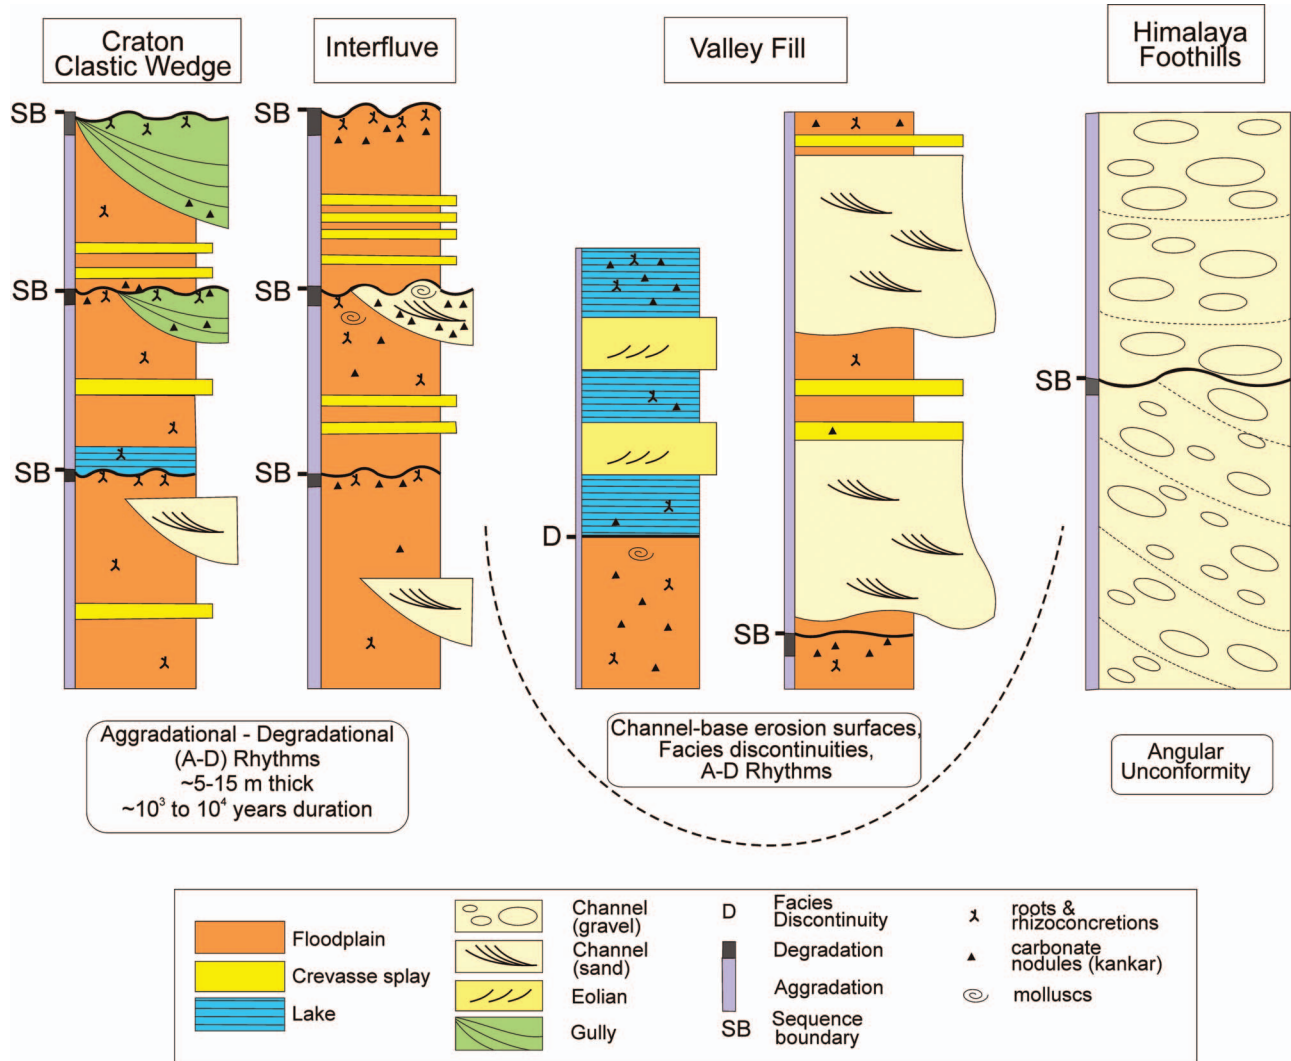 Craton
Clastic Wedge
Interfluve
Valley Fill
Himalaya
Foothills
SB
SB
SB
SB
SB
SB
D
SB
SB
Aggradational - Degradational
(A-D) Rhythms
~5-15 m thick
~10³ to 10⁴ years duration
Channel-base erosion surfaces,
Facies discontinuities,
A-D Rhythms
Angular
Unconformity
Floodplain
Crevasse splay
Lake
Channel
(gravel)
Channel
(sand)
Eolian
Gully
D Facies
Discontinuity
Degradation
Aggradation
SB Sequence
boundary
roots &
rhizoconcretions
carbonate
nodules (kankar)
molluscs